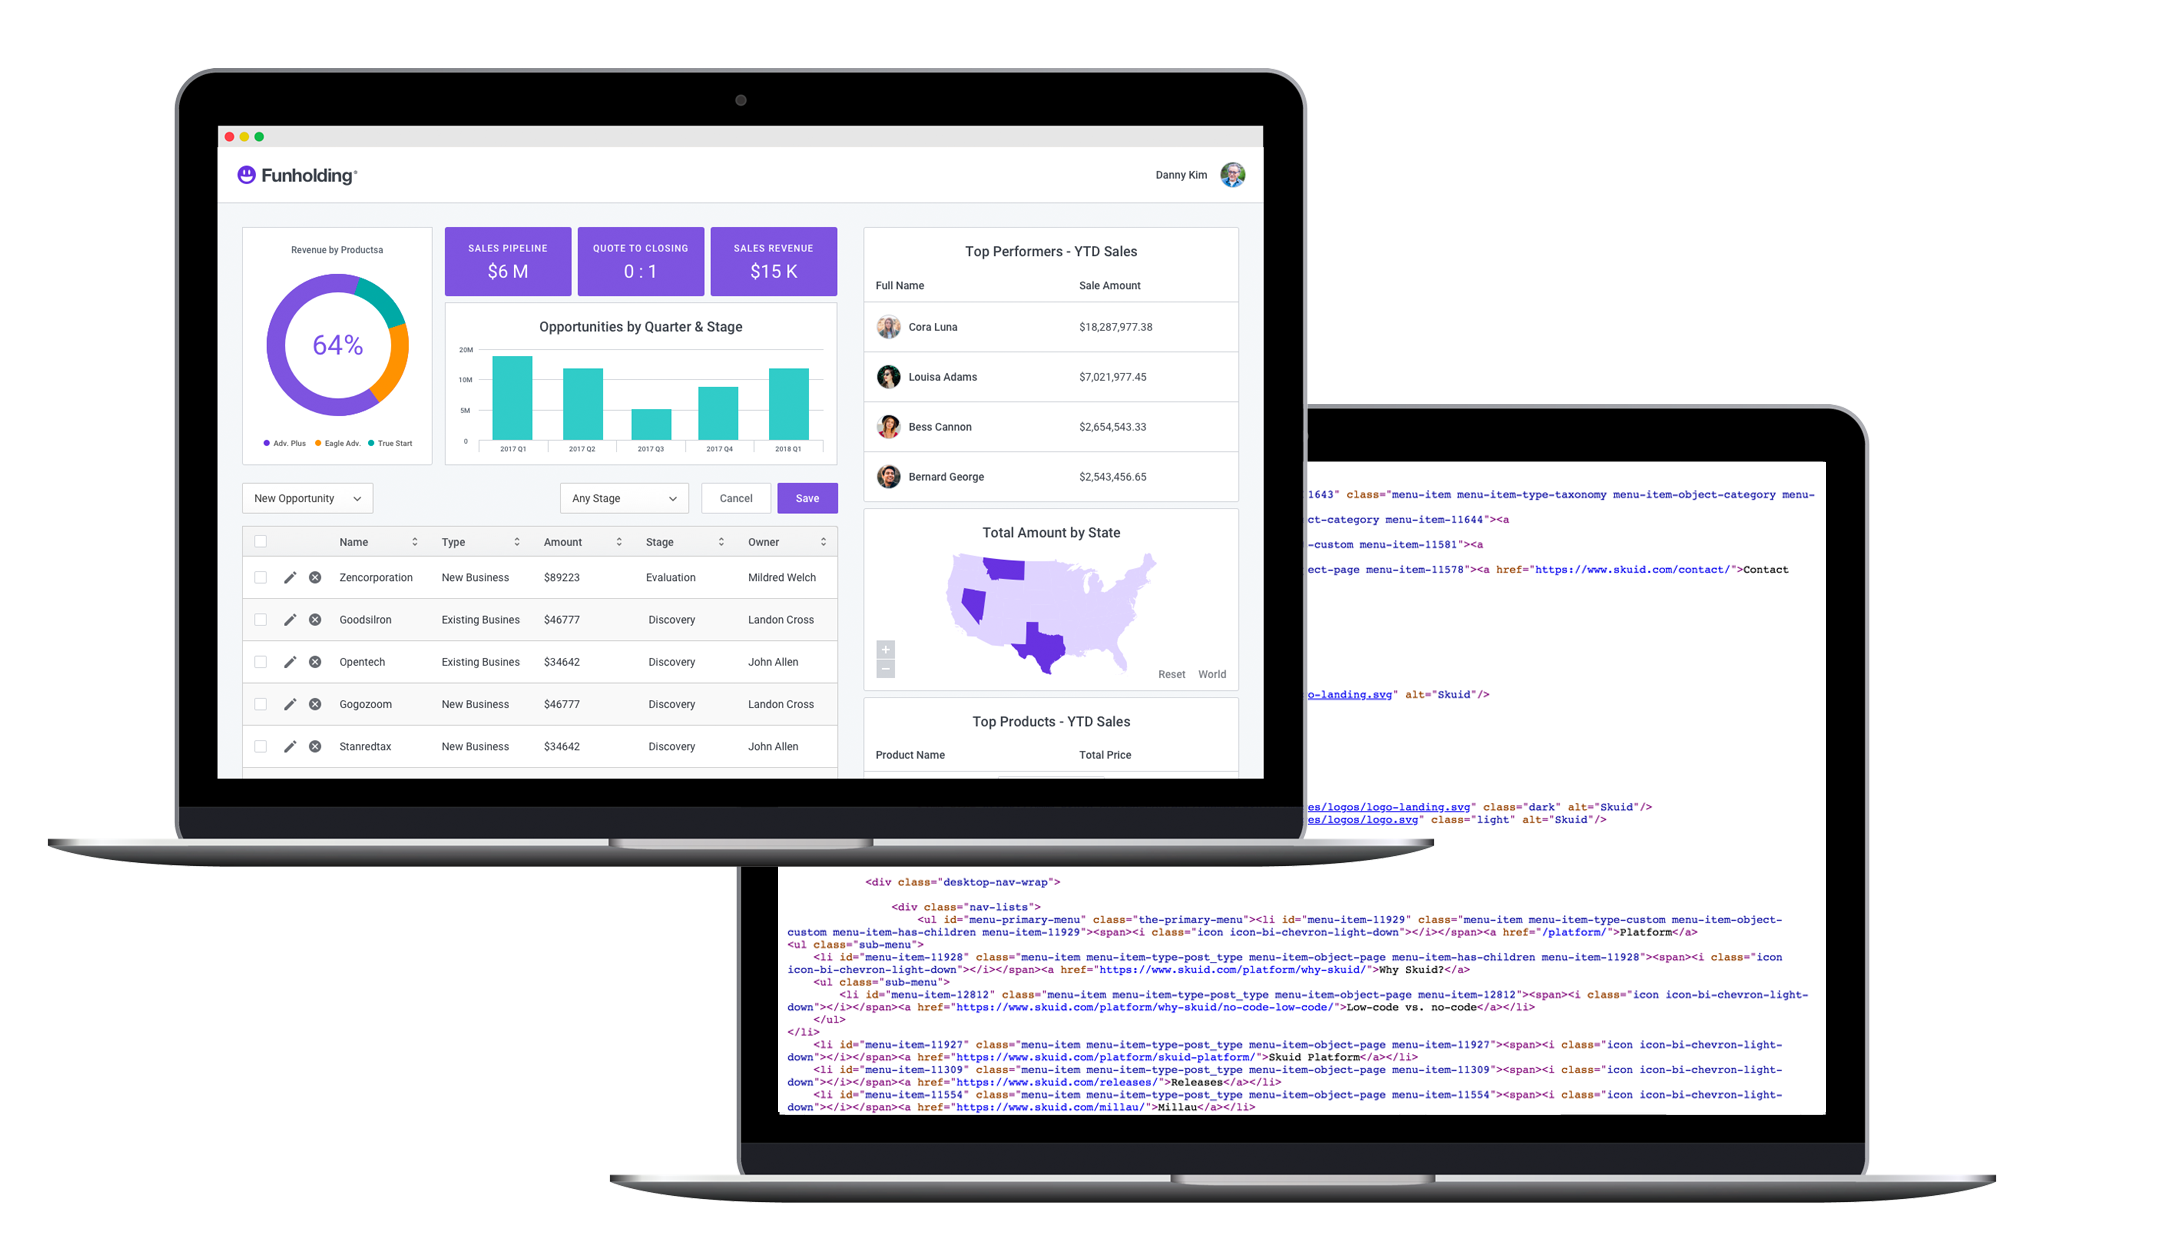 Funholding
Danny Kim
Revenue by Productsa
64%
Adv. Plus Eagle Adv. True Start
SALES PIPELINE
$6 M
QUOTE TO CLOSING
0 : 1
SALES REVENUE
$15 K
Opportunities by Quarter & Stage
20M
10M
5M
0
2017 Q1 2017 Q2 2017 Q3 2017 Q4 2018 Q1
Top Performers - YTD Sales
Full Name Sale Amount
Cora Luna $18,287,977.38
Louisa Adams $7,021,977.45
Bess Cannon $2,654,543.33
Bernard George $2,543,456.65
New Opportunity Any Stage Cancel Save
Name Type Amount Stage Owner
Zencorporation New Business $89223 Evaluation Mildred Welch
Goodsilron Existing Busines $46777 Discovery Landon Cross
Opentech Existing Busines $34642 Discovery John Allen
Gogozoom New Business $46777 Discovery Landon Cross
Stanredtax New Business $34642 Discovery John Allen
Total Amount by State
+
−
Reset World
Top Products - YTD Sales
Product Name Total Price
1643" class="menu-item menu-item-type-taxonomy menu-item-object-category menu-
ct-category menu-item-11644"><a
-custom menu-item-11581"><a
ect-page menu-item-11578"><a href="https://www.skuid.com/contact/">Contact
o-landing.svg" alt="Skuid"/>
es/logos/logo-landing.svg" class="dark" alt="Skuid"/>
es/logos/logo.svg" class="light" alt="Skuid"/>
<div class="desktop-nav-wrap">
<div class="nav-lists">
<ul id="menu-primary-menu" class="the-primary-menu"><li id="menu-item-11929" class="menu-item menu-item-type-custom menu-item-object-
custom menu-item-has-children menu-item-11929"><span><i class="icon icon-bi-chevron-light-down"></i></span><a href="/platform/">Platform</a>
<ul class="sub-menu">
<li id="menu-item-11928" class="menu-item menu-item-type-post_type menu-item-object-page menu-item-has-children menu-item-11928"><span><i class="icon
icon-bi-chevron-light-down"></i></span><a href="https://www.skuid.com/platform/why-skuid/">Why Skuid?</a>
<ul class="sub-menu">
<li id="menu-item-12812" class="menu-item menu-item-type-post_type menu-item-object-page menu-item-12812"><span><i class="icon icon-bi-chevron-light-
down"></i></span><a href="https://www.skuid.com/platform/why-skuid/no-code-low-code/">Low-code vs. no-code</a></li>
</ul>
</li>
<li id="menu-item-11927" class="menu-item menu-item-type-post_type menu-item-object-page menu-item-11927"><span><i class="icon icon-bi-chevron-light-
down"></i></span><a href="https://www.skuid.com/platform/skuid-platform/">Skuid Platform</a></li>
<li id="menu-item-11309" class="menu-item menu-item-type-post_type menu-item-object-page menu-item-11309"><span><i class="icon icon-bi-chevron-light-
down"></i></span><a href="https://www.skuid.com/releases/">Releases</a></li>
<li id="menu-item-11554" class="menu-item menu-item-type-post_type menu-item-object-page menu-item-11554"><span><i class="icon icon-bi-chevron-light-
down"></i></span><a href="https://www.skuid.com/millau/">Millau</a></li>